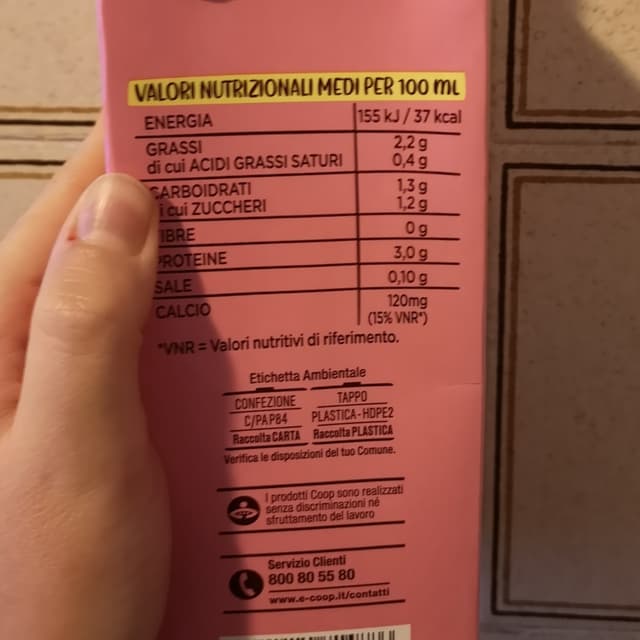 VALORI NUTRIZIONALI MEDI PER 100 mL
ENERGIA 155 kJ / 37 kcal
GRASSI 2,2 g
di cui ACIDI GRASSI SATURI 0,4 g
CARBOIDRATI 1,3 g
di cui ZUCCHERI 1,2 g
FIBRE 0 g
PROTEINE 3,0 g
SALE 0,10 g
CALCIO 120mg
(15% VNR*)
*VNR = Valori nutritivi di riferimento.
Etichetta Ambientale
CONFEZIONE TAPPO
C/PAP84 PLASTICA-HDPE2
Raccolta CARTA Raccolta PLASTICA
Verifica le disposizioni del tuo Comune.
I prodotti Coop sono realizzati
senza discriminazioni né
sfruttamento del lavoro
Servizio Clienti
800 80 55 80
www.e-coop.it/contatti